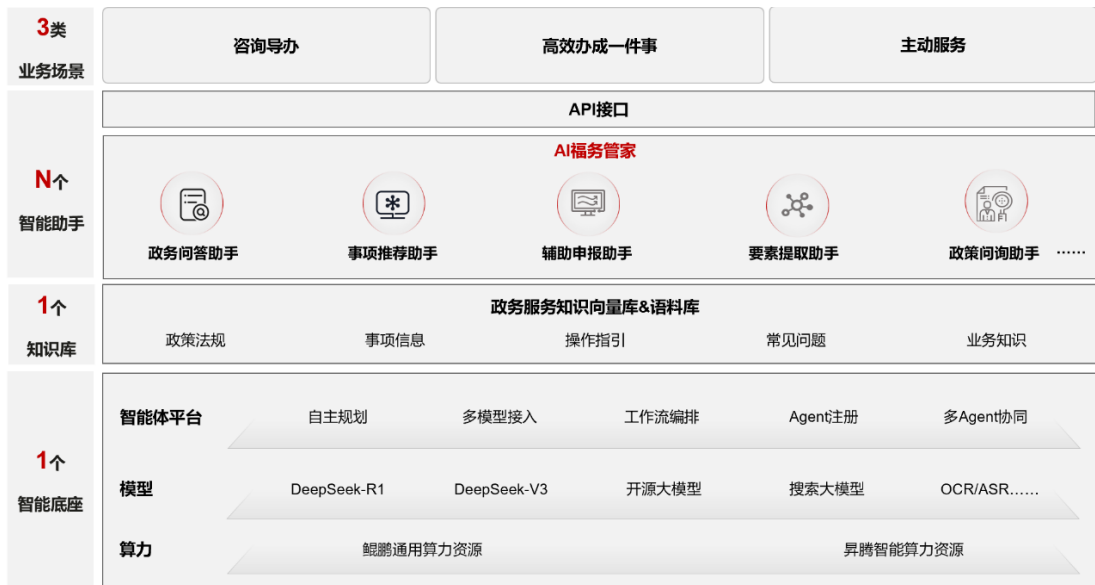 3类
业务场景
咨询导办
高效办成一件事
主动服务
API接口
N个
智能助手
AI福务管家
政务问答助手
事项推荐助手
辅助申报助手
要素提取助手
政策问询助手
……
1个
知识库
政务服务知识向量库&语料库
政策法规
事项信息
操作指引
常见问题
业务知识
1个
智能底座
智能体平台
自主规划
多模型接入
工作流编排
Agent注册
多Agent协同
模型
DeepSeek-R1
DeepSeek-V3
开源大模型
搜索大模型
OCR/ASR……
算力
鲲鹏通用算力资源
昇腾智能算力资源